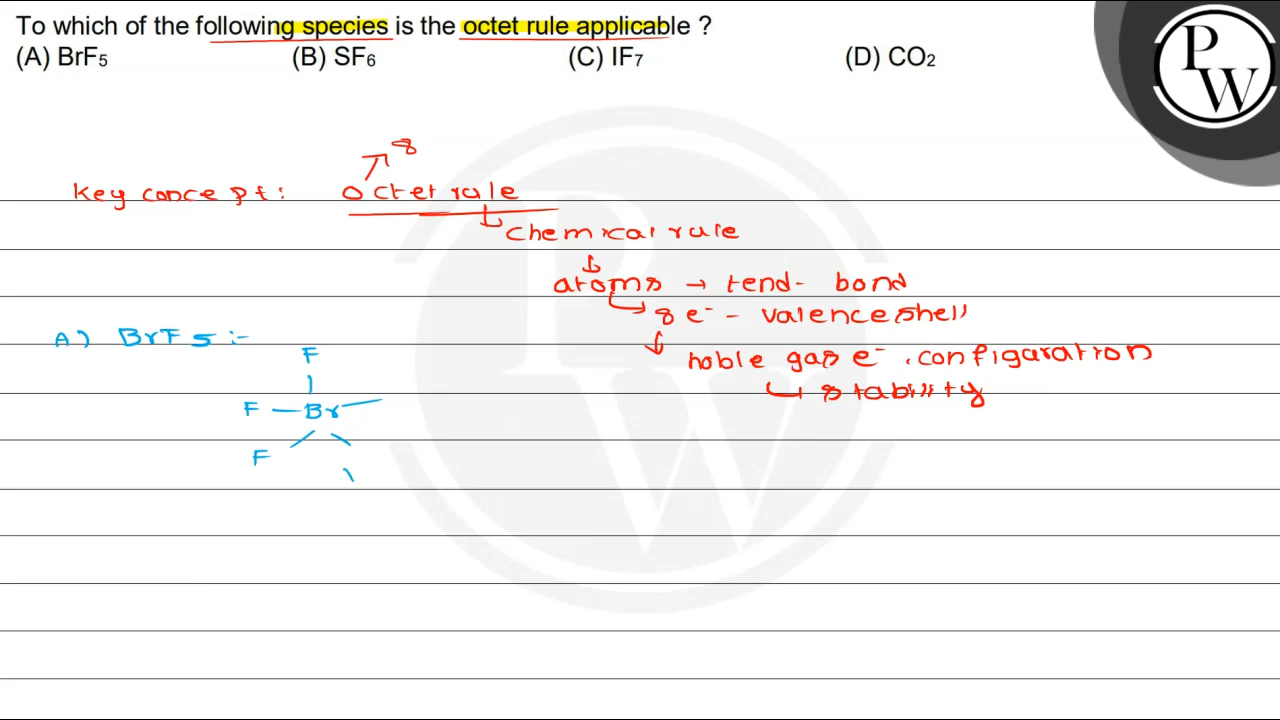 To which of the following species is the octet rule applicable ?
(A) BrF5 (B) SF6 (C) IF7 (D) CO2
P
W
8
Key concept : Octet rule
chemical rule
atoms → tend- bond
8 e⁻ - valence shell
noble gas e⁻ . configaration
stability
A) BrF5 :-
F
F - Br
F